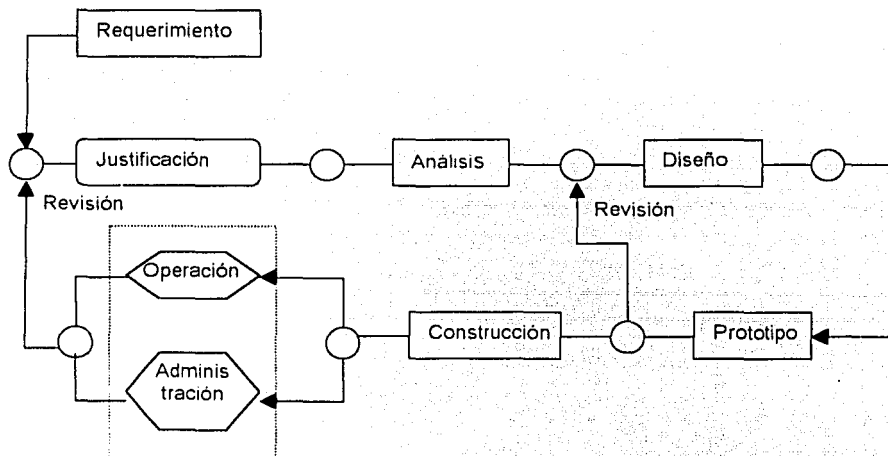 Requerimiento
Justificación
Análisis
Diseño
Revisión
Revisión
Operación
Construcción
Prototipo
Adminis
tración